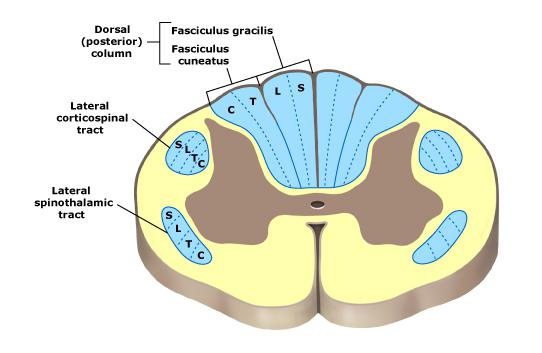 Dorsal
(posterior)
column
Fasciculus gracilis
Fasciculus
cuneatus
C T L S
Lateral
corticospinal
tract
S L T C
Lateral
spinothalamic
tract
S
L
T
C